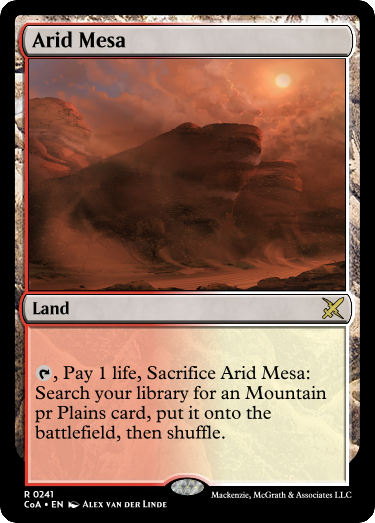 Arid Mesa
Land
, Pay 1 life, Sacrifice Arid Mesa:
Search your library for an Mountain
pr Plains card, put it onto the
battlefield, then shuffle.
R 0241
CoA • EN Alex van der Linde
Mackenzie, McGrath & Associates LLC